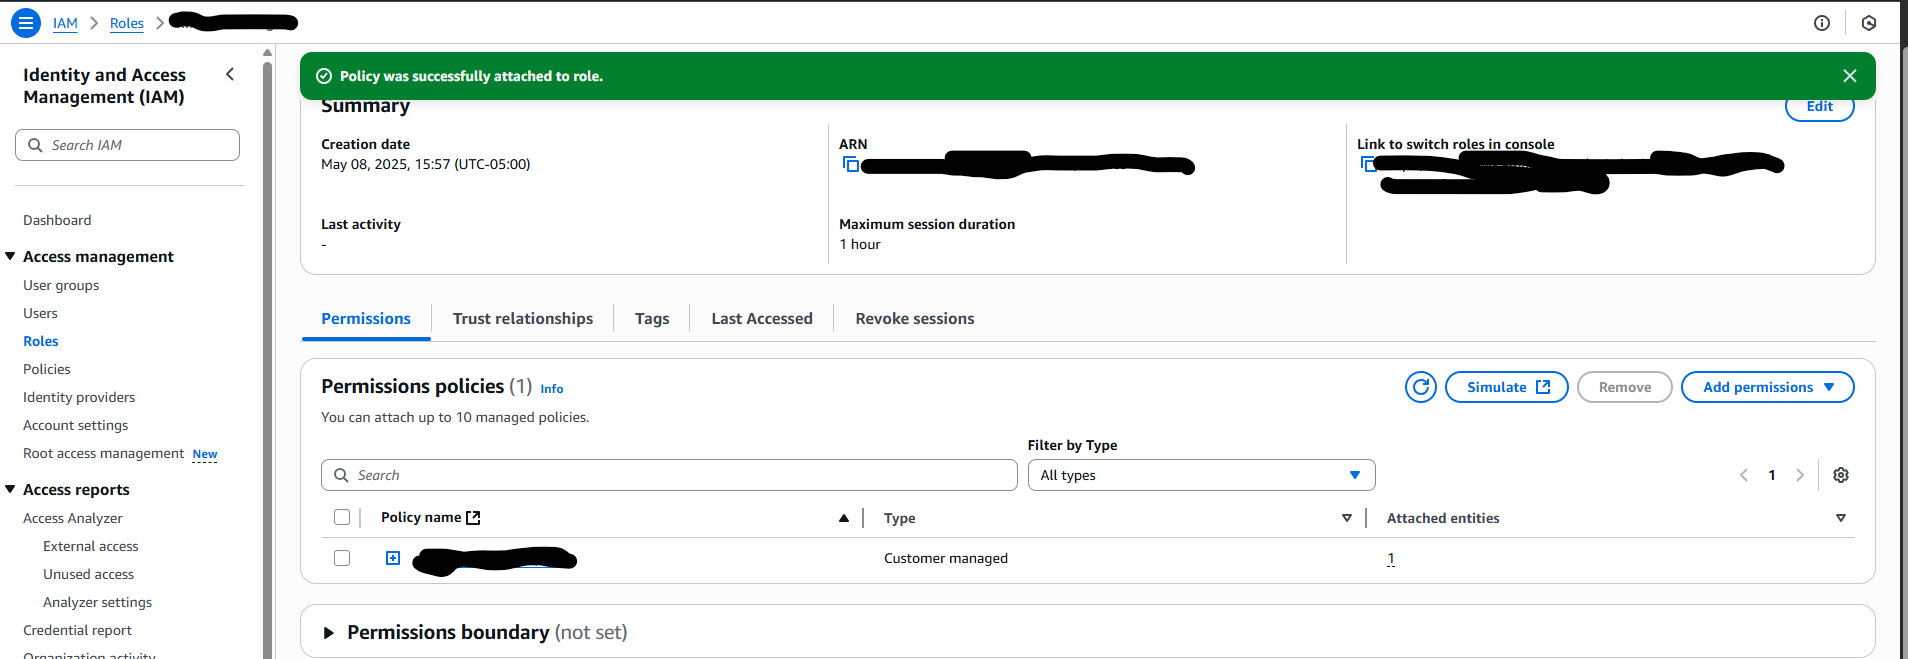 IAM > Roles >
Identity and Access
Management (IAM)
Search IAM
Dashboard
Access management
User groups
Users
Roles
Policies
Identity providers
Account settings
Root access management New
Access reports
Access Analyzer
External access
Unused access
Analyzer settings
Credential report
Organization activity
Policy was successfully attached to role.
Summary
Edit
Creation date
May 08, 2025, 15:57 (UTC-05:00)
ARN
Link to switch roles in console
Last activity
-
Maximum session duration
1 hour
Permissions
Trust relationships
Tags
Last Accessed
Revoke sessions
Permissions policies (1) Info
You can attach up to 10 managed policies.
Simulate
Remove
Add permissions
Filter by Type
Search
All types
1
Policy name
Type
Attached entities
Customer managed
1
Permissions boundary (not set)